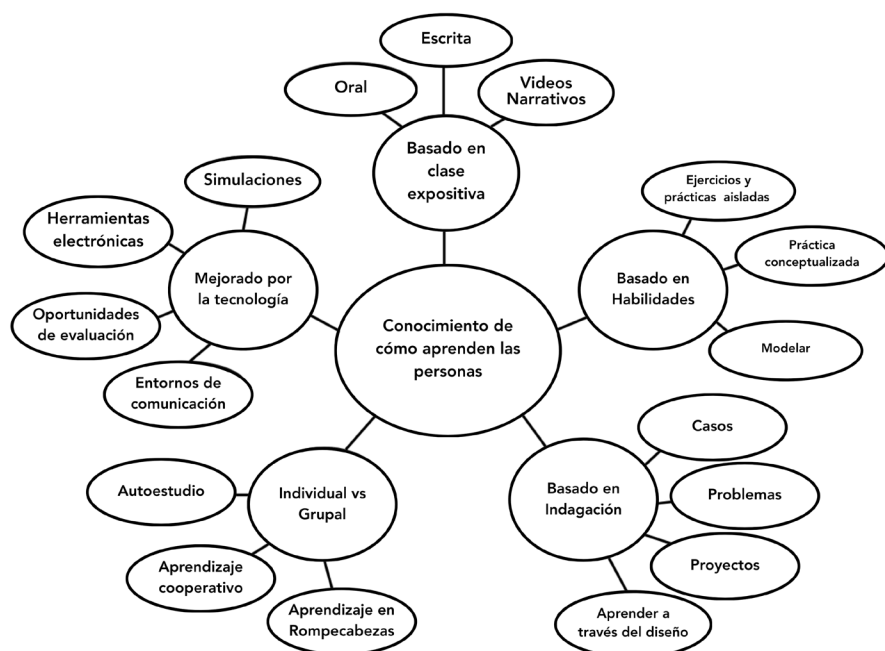 Escrita
Oral
Videos
Narrativos
Basado en
clase
expositiva
Simulaciones
Herramientas
electrónicas
Mejorado por
la tecnología
Oportunidades
de evaluación
Entornos de
comunicación
Ejercicios y
prácticas aisladas
Práctica
conceptualizada
Basado en
Habilidades
Modelar
Conocimiento de
cómo aprenden las
personas
Casos
Problemas
Basado en
Indagación
Proyectos
Aprender a
través del diseño
Individual vs
Grupal
Autoestudio
Aprendizaje
cooperativo
Aprendizaje en
Rompecabezas